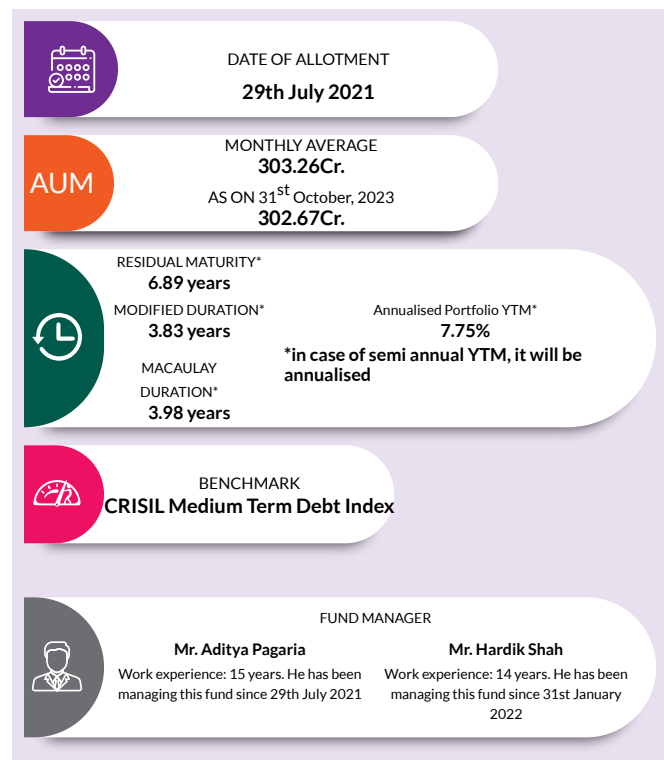 DATE OF ALLOTMENT
29th July 2021
AUM
MONTHLY AVERAGE
303.26Cr.
AS ON 31st October, 2023
302.67Cr.
RESIDUAL MATURITY*
6.89 years
MODIFIED DURATION*
3.83 years
MACAULAY
DURATION*
3.98 years
Annualised Portfolio YTM*
7.75%
*in case of semi annual YTM, it will be
annualised
BENCHMARK
CRISIL Medium Term Debt Index
FUND MANAGER
Mr. Aditya Pagaria
Work experience: 15 years. He has been
managing this fund since 29th July 2021
Mr. Hardik Shah
Work experience: 14 years. He has been
managing this fund since 31st January
2022